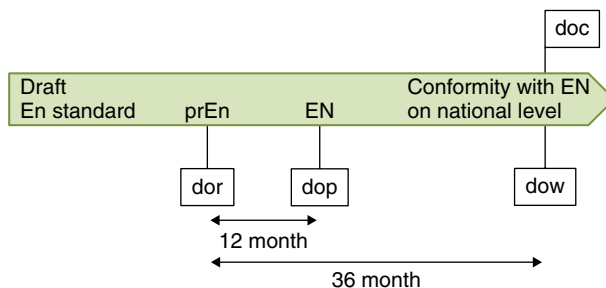 doc
Draft
En standard
prEn
EN
Conformity with EN
on national level
dor
dop
dow
12 month
36 month